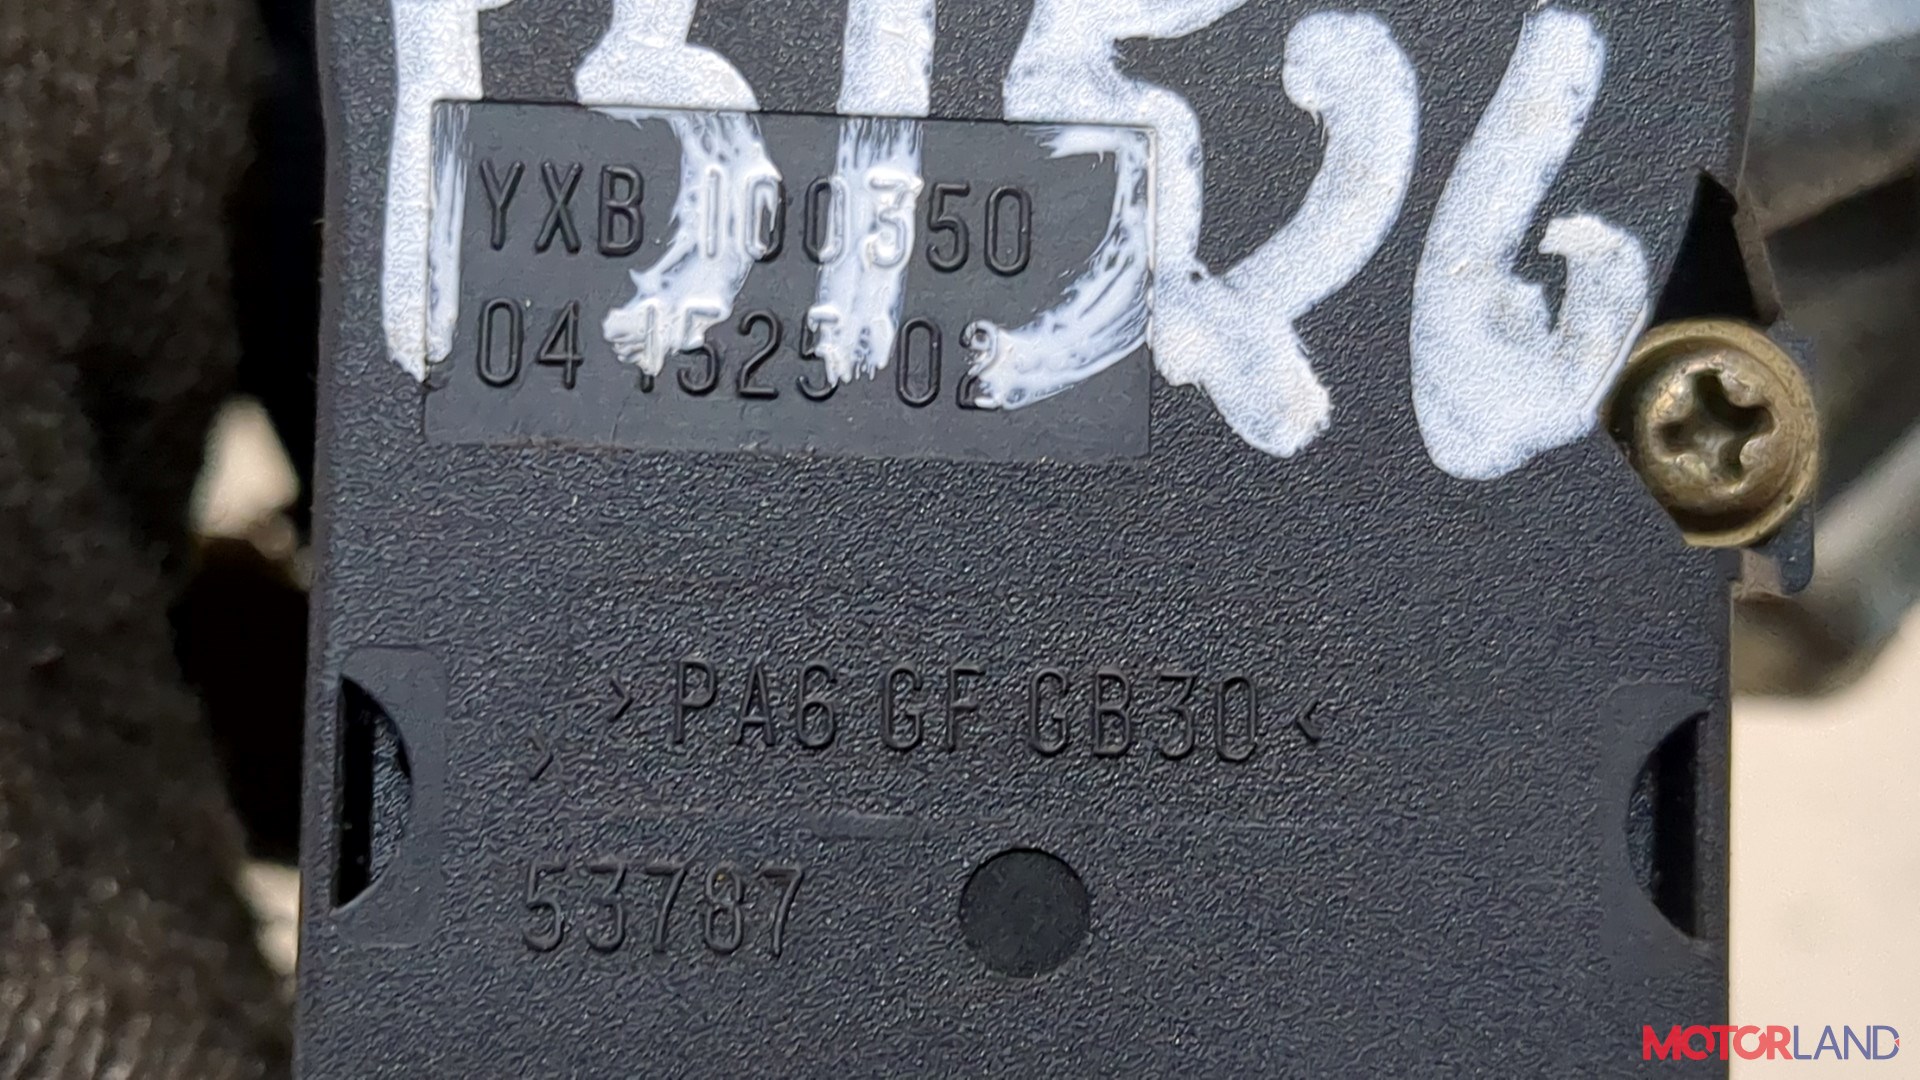 YXB 100350
04 1525 02
>PA6 GF GB30<
53787
MOTORLAND